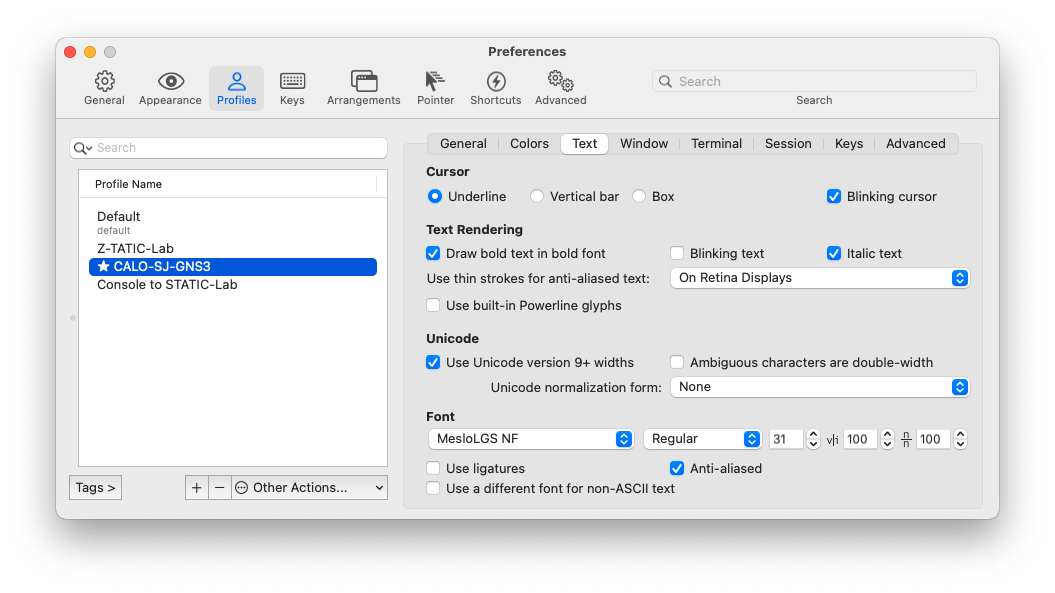 Preferences
General Appearance Profiles Keys Arrangements Pointer Shortcuts Advanced Search
Search
Search
Profile Name
Default
default
Z-TATIC-Lab
★ CALO-SJ-GNS3
Console to STATIC-Lab
Tags > + − Other Actions...
General Colors Text Window Terminal Session Keys Advanced
Cursor
Underline Vertical bar Box Blinking cursor
Text Rendering
Draw bold text in bold font Blinking text Italic text
Use thin strokes for anti-aliased text: On Retina Displays
Use built-in Powerline glyphs
Unicode
Use Unicode version 9+ widths Ambiguous characters are double-width
Unicode normalization form: None
Font
MesloLGS NF Regular 31 v|i 100 n/n 100
Use ligatures Anti-aliased
Use a different font for non-ASCII text